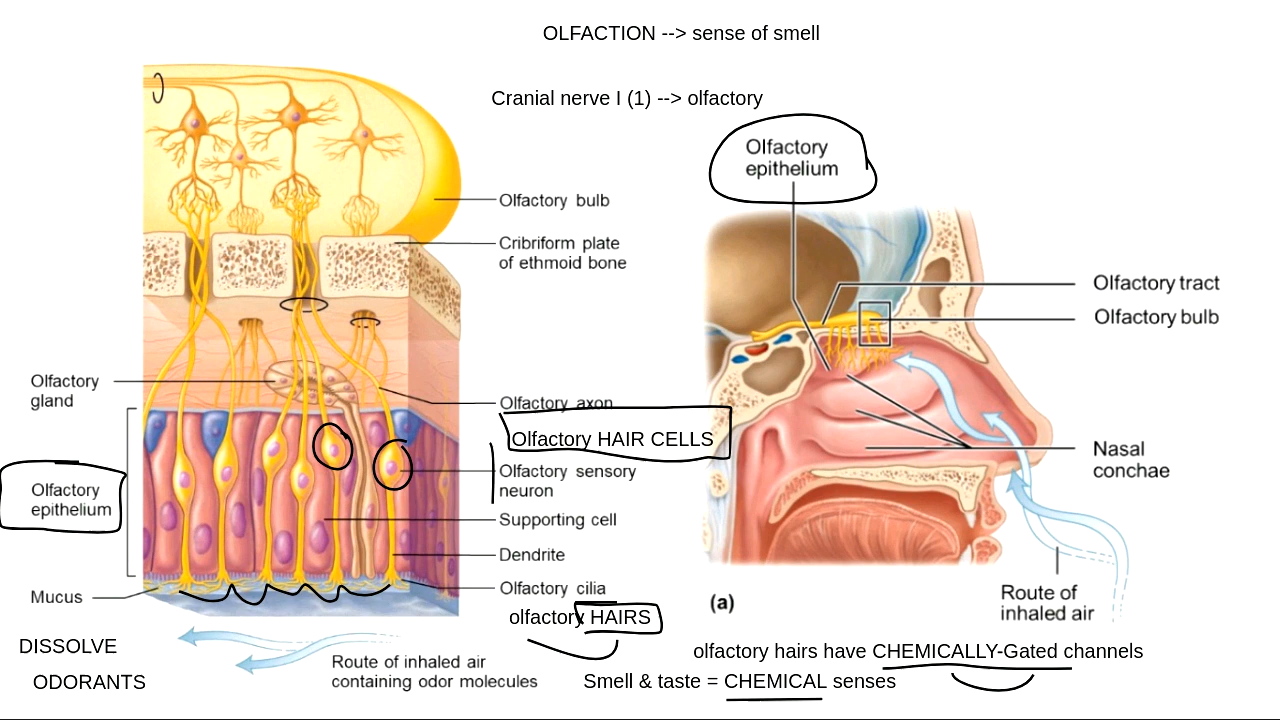 OLFACTION --> sense of smell
Cranial nerve I (1) --> olfactory
Olfactory bulb
Cribriform plate
of ethmoid bone
Olfactory
gland
Olfactory axon
Olfactory HAIR CELLS
Olfactory sensory
neuron
Olfactory
epithelium
Supporting cell
Dendrite
Olfactory cilia
Mucus
olfactory HAIRS
DISSOLVE
ODORANTS
Route of inhaled air
containing odor molecules
Olfactory
epithelium
Olfactory tract
Olfactory bulb
Nasal
conchae
Route of
inhaled air
(a)
olfactory hairs have CHEMICALLY-Gated channels
Smell & taste = CHEMICAL senses